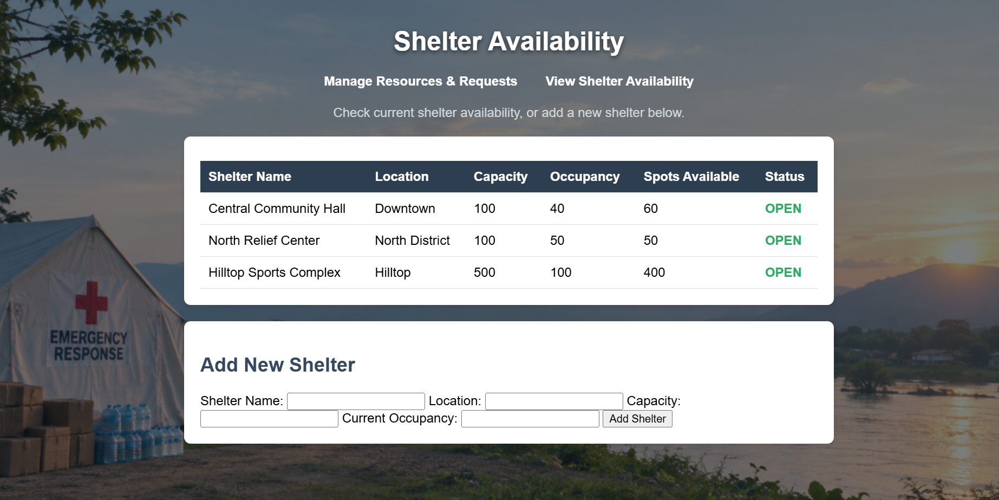 Shelter Availability
Manage Resources & Requests View Shelter Availability
Check current shelter availability, or add a new shelter below.
Shelter Name Location Capacity Occupancy Spots Available Status
Central Community Hall Downtown 100 40 60 OPEN
North Relief Center North District 100 50 50 OPEN
Hilltop Sports Complex Hilltop 500 100 400 OPEN
EMERGENCY
RESPONSE
Add New Shelter
Shelter Name: Location: Capacity:
Current Occupancy: Add Shelter